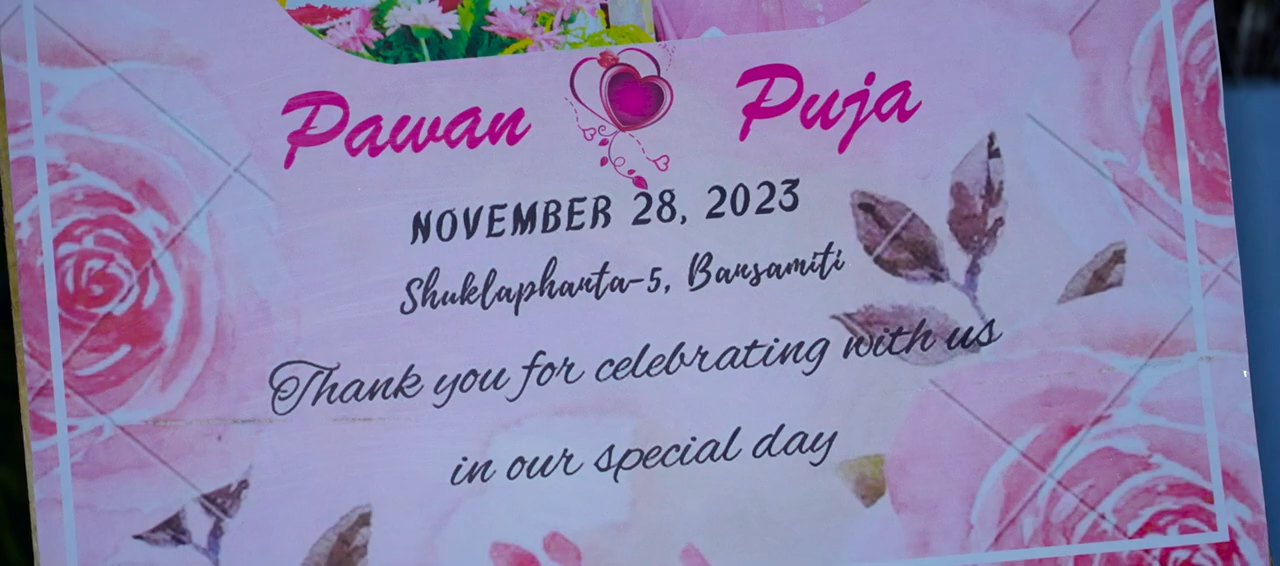 Pawan Puja
NOVEMBER 28, 2023
Shuklaphanta-5, Bansamiti
Thank you for celebrating with us
in our special day